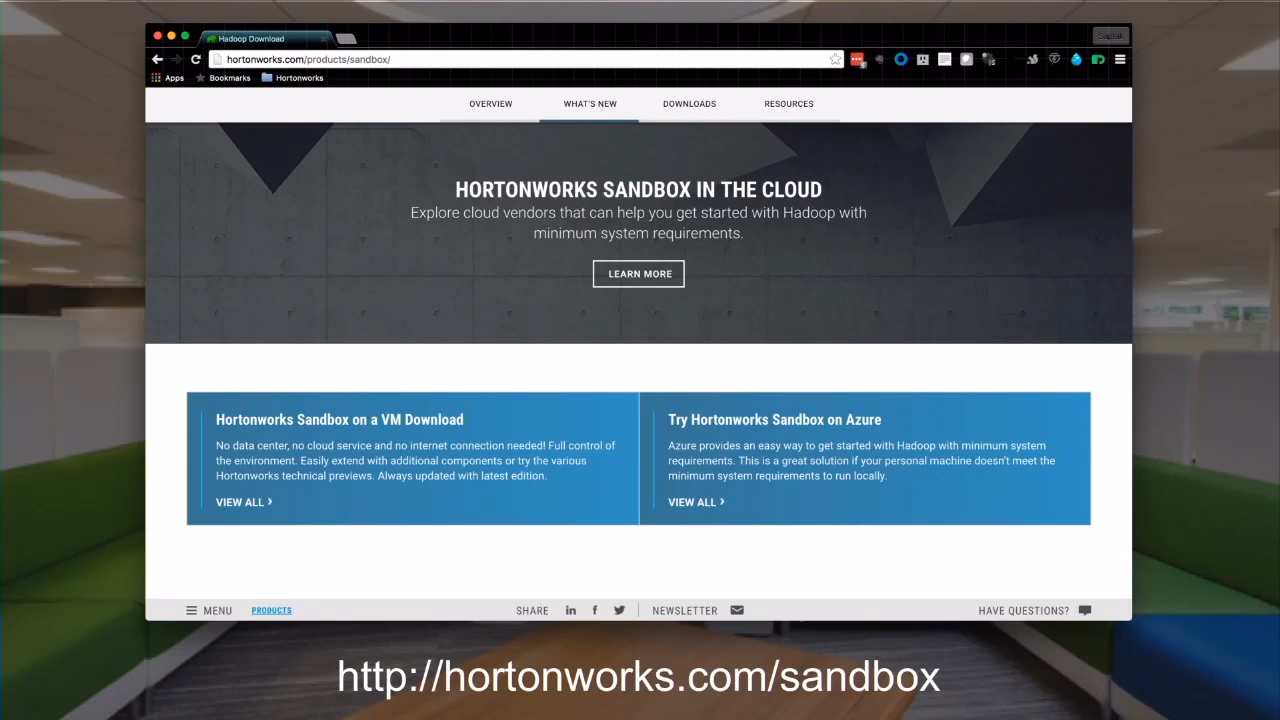 Hadoop Download
Saptak
hortonworks.com/products/sandbox/
Apps Bookmarks Hortonworks
OVERVIEW WHAT'S NEW DOWNLOADS RESOURCES
HORTONWORKS SANDBOX IN THE CLOUD
Explore cloud vendors that can help you get started with Hadoop with
minimum system requirements.
LEARN MORE
Hortonworks Sandbox on a VM Download
No data center, no cloud service and no internet connection needed! Full control of
the environment. Easily extend with additional components or try the various
Hortonworks technical previews. Always updated with latest edition.
VIEW ALL ›
Try Hortonworks Sandbox on Azure
Azure provides an easy way to get started with Hadoop with minimum system
requirements. This is a great solution if your personal machine doesn't meet the
minimum system requirements to run locally.
VIEW ALL ›
MENU PRODUCTS SHARE NEWSLETTER HAVE QUESTIONS?
http://hortonworks.com/sandbox